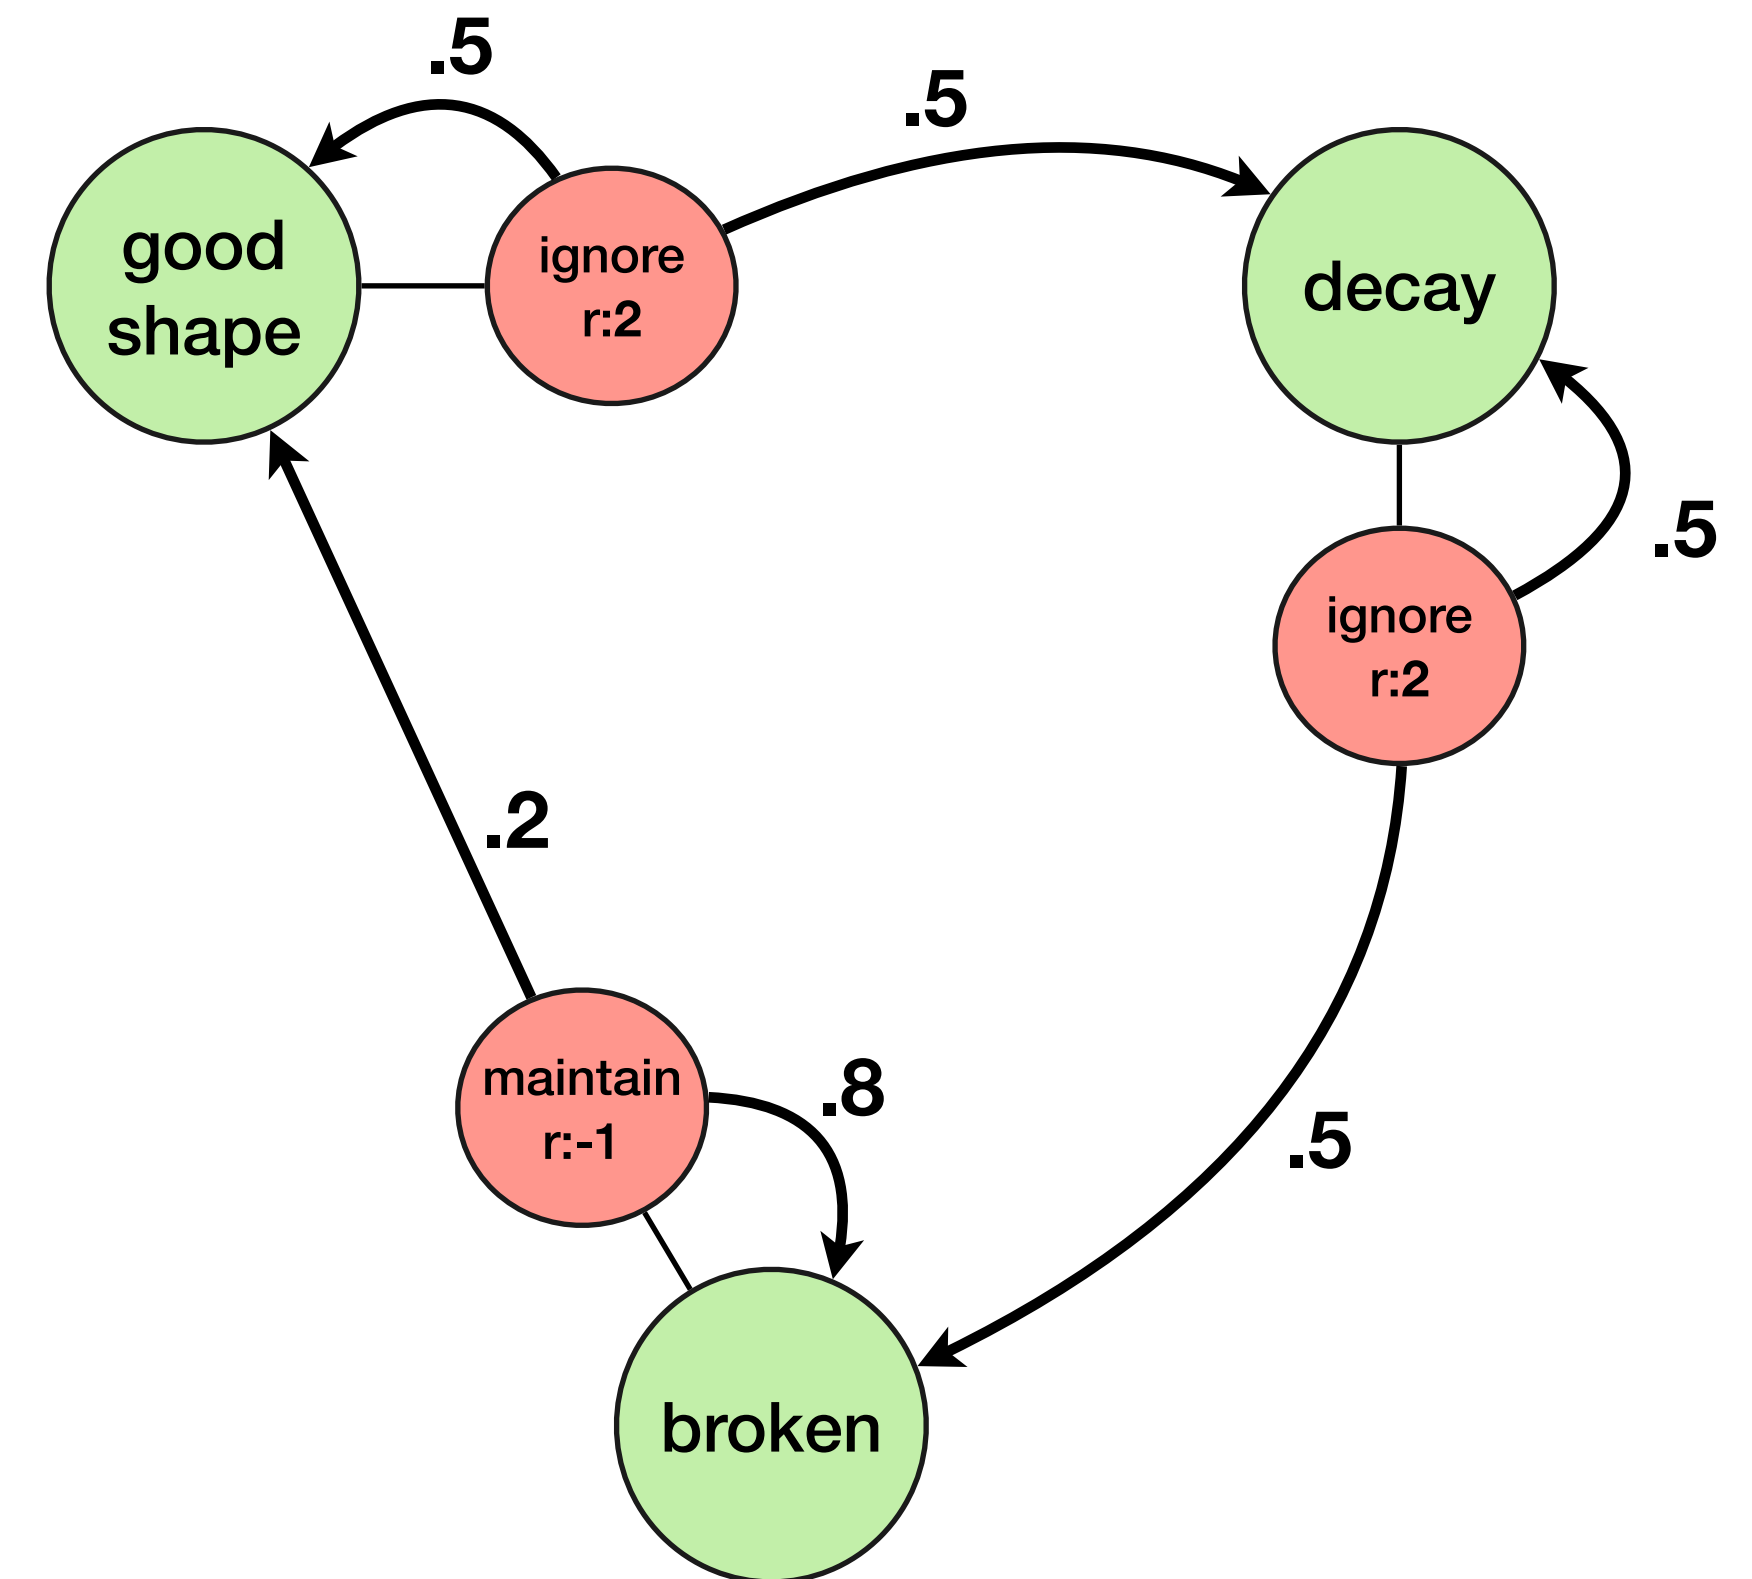 .5
.5
good
shape
ignore
r:2
decay
.5
ignore
r:2
.2
maintain
r:-1
.8
.5
broken